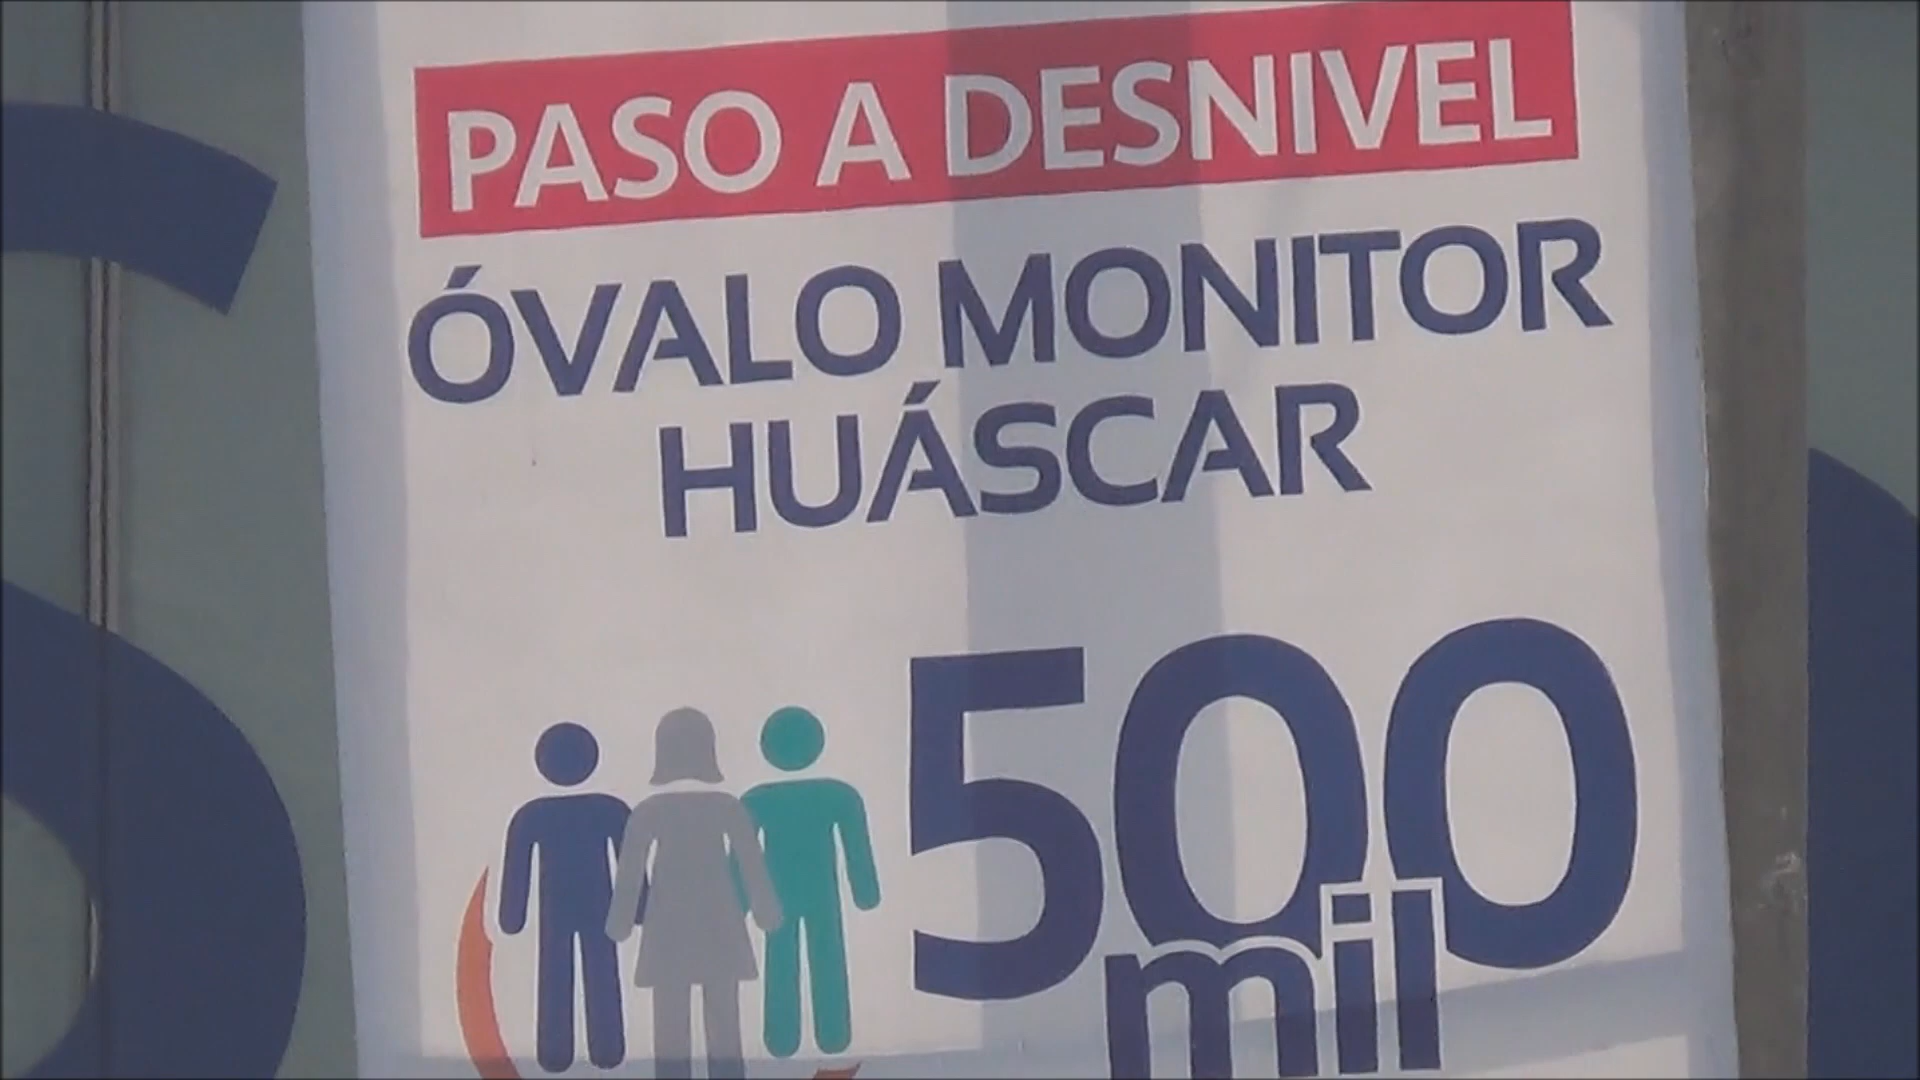 PASO A DESNIVEL
ÓVALO MONITOR
HUÁSCAR
500
mil